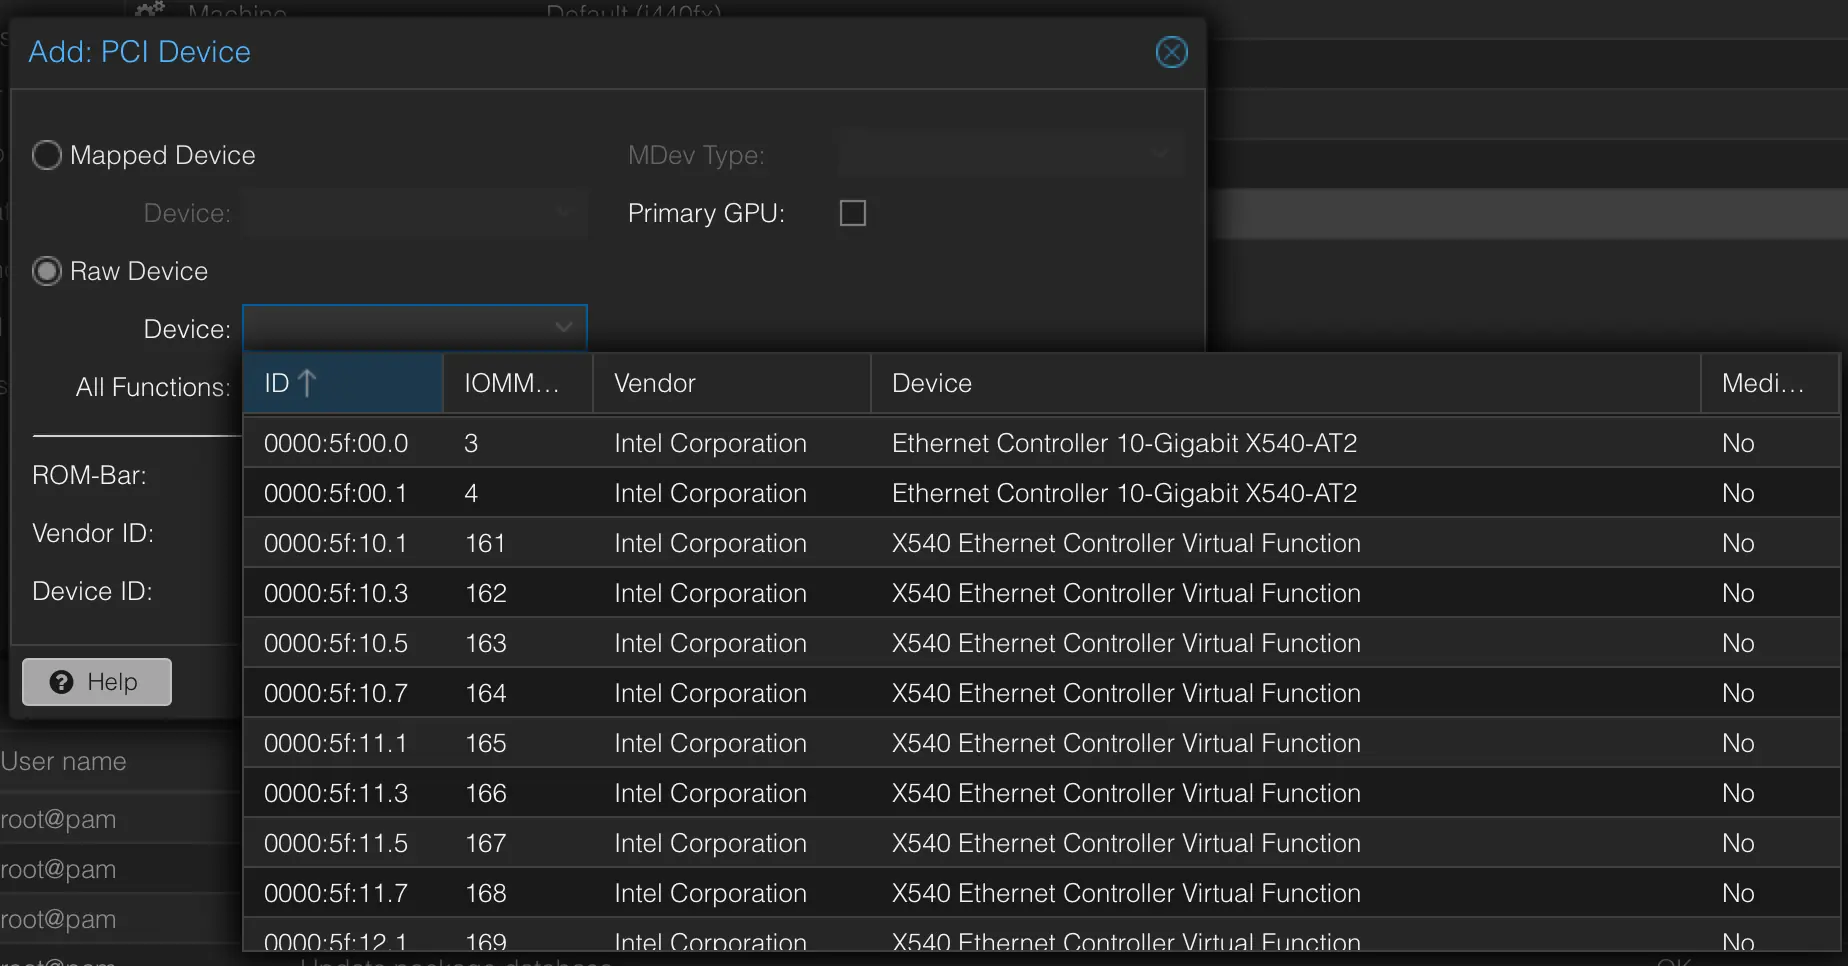 Machine Default (i440fx)
Add: PCI Device
Mapped Device MDev Type:
Device: Primary GPU:
Raw Device
Device:
All Functions:
ID IOMM... Vendor Device Medi...
0000:5f:00.0 3 Intel Corporation Ethernet Controller 10-Gigabit X540-AT2 No
0000:5f:00.1 4 Intel Corporation Ethernet Controller 10-Gigabit X540-AT2 No
0000:5f:10.1 161 Intel Corporation X540 Ethernet Controller Virtual Function No
0000:5f:10.3 162 Intel Corporation X540 Ethernet Controller Virtual Function No
0000:5f:10.5 163 Intel Corporation X540 Ethernet Controller Virtual Function No
0000:5f:10.7 164 Intel Corporation X540 Ethernet Controller Virtual Function No
0000:5f:11.1 165 Intel Corporation X540 Ethernet Controller Virtual Function No
0000:5f:11.3 166 Intel Corporation X540 Ethernet Controller Virtual Function No
0000:5f:11.5 167 Intel Corporation X540 Ethernet Controller Virtual Function No
0000:5f:11.7 168 Intel Corporation X540 Ethernet Controller Virtual Function No
0000:5f:12.1 169 Intel Corporation X540 Ethernet Controller Virtual Function No
ROM-Bar:
Vendor ID:
Device ID:
Help
User name
root@pam
root@pam
root@pam
root@pam Update package database OK